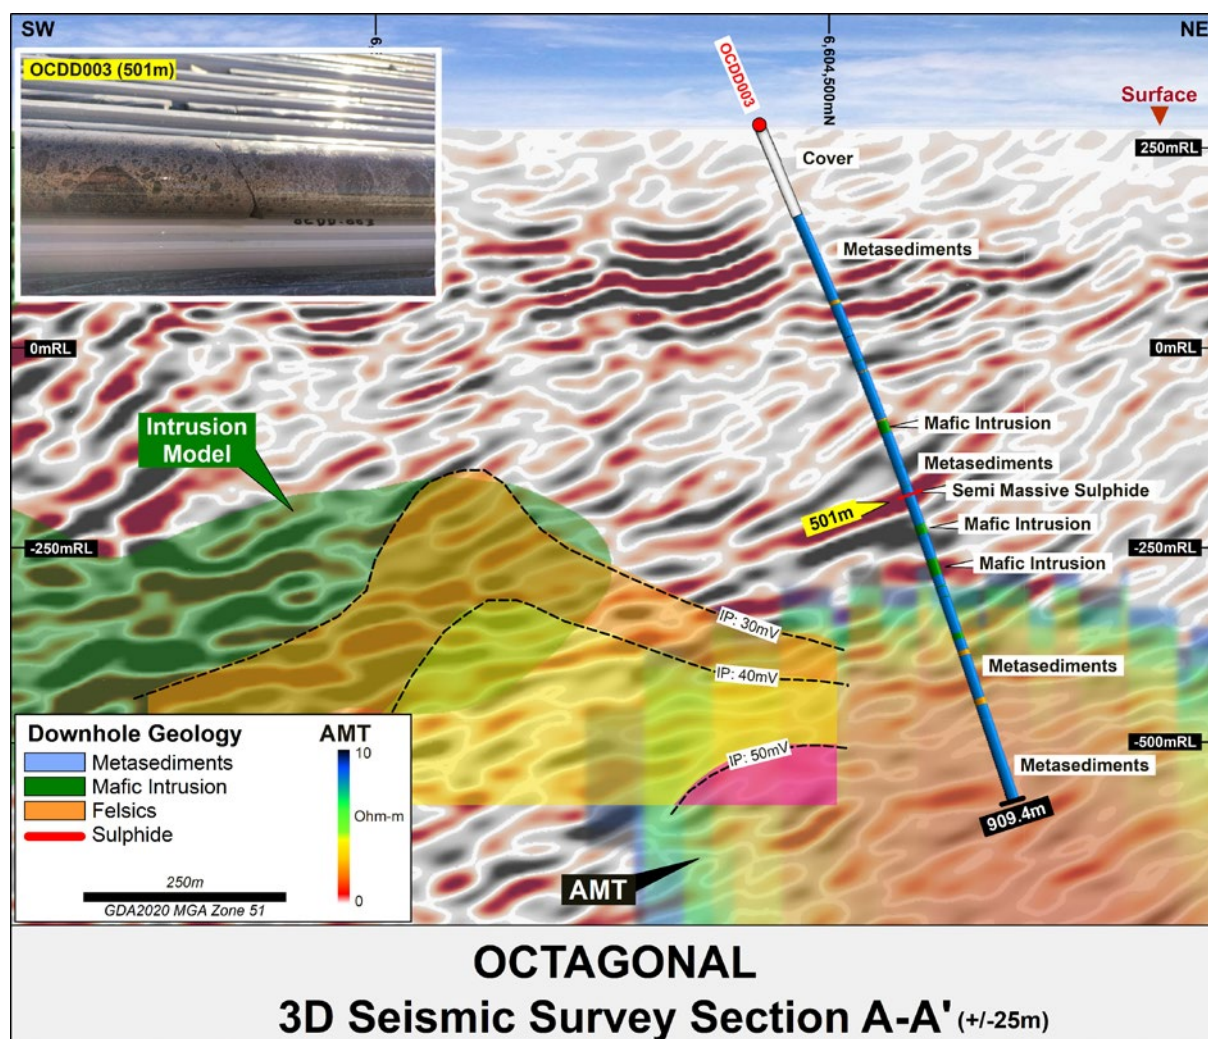 SW
NE
OCDD003 (501m)
OCDD-003
6,
OCDD003
6,604,500mN
Surface
250mRL
Cover
Metasediments
0mRL
0mRL
Intrusion
Model
Mafic Intrusion
Metasediments
Semi Massive Sulphide
501m
Mafic Intrusion
-250mRL
-250mRL
Mafic Intrusion
IP: 30mV
IP: 40mV
Metasediments
IP: 50mV
-500mRL
Metasediments
909.4m
AMT
Downhole Geology
Metasediments
Mafic Intrusion
Felsics
Sulphide
AMT
10
Ohm-m
0
250m
GDA2020 MGA Zone 51
OCTAGONAL
3D Seismic Survey Section A-A' (+/-25m)